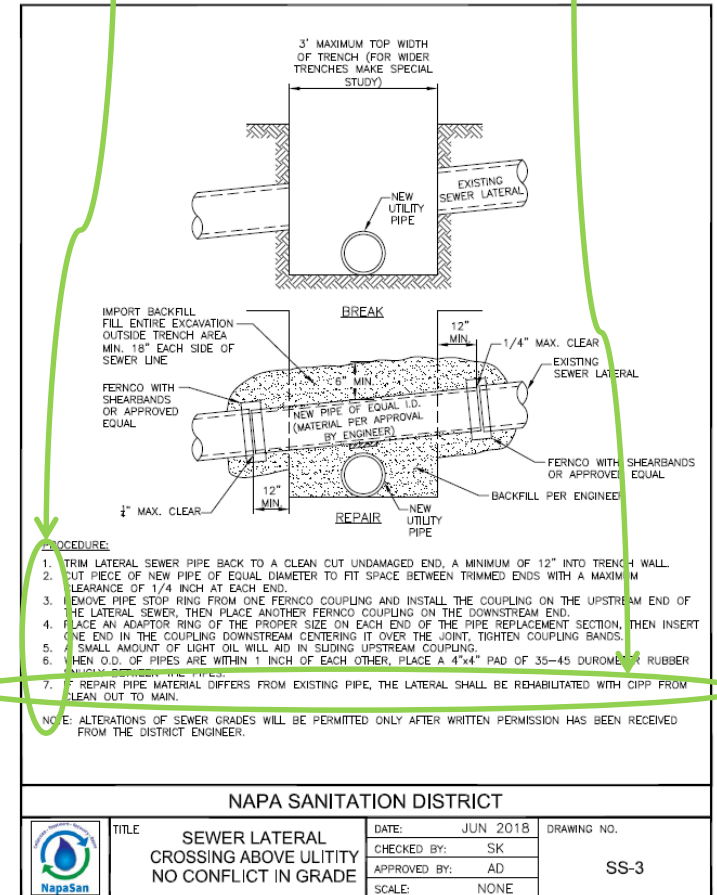 3' MAXIMUM TOP WIDTH
OF TRENCH (FOR WIDER
TRENCHES MAKE SPECIAL
STUDY)
EXISTING
SEWER LATERAL
NEW
UTILITY
PIPE
BREAK
IMPORT BACKFILL
FILL ENTIRE EXCAVATION
OUTSIDE TRENCH AREA
MIN. 18" EACH SIDE OF
SEWER LINE
12"
MIN.
1/4" MAX. CLEAR
EXISTING
SEWER LATERAL
6" MIN.
FERNCO WITH
SHEARBANDS
OR APPROVED
EQUAL
NEW PIPE OF EQUAL I.D.
(MATERIAL PER APPROVAL
BY ENGINEER)
FERNCO WITH SHEARBANDS
OR APPROVED EQUAL
BACKFILL PER ENGINEER
12"
MIN.
¼" MAX. CLEAR
REPAIR
NEW
UTILITY
PIPE
PROCEDURE:
1. TRIM LATERAL SEWER PIPE BACK TO A CLEAN CUT UNDAMAGED END, A MINIMUM OF 12" INTO TRENCH WALL.
2. CUT PIECE OF NEW PIPE OF EQUAL DIAMETER TO FIT SPACE BETWEEN TRIMMED ENDS WITH A MAXIMUM
CLEARANCE OF 1/4 INCH AT EACH END.
3. REMOVE PIPE STOP RING FROM ONE FERNCO COUPLING AND INSTALL THE COUPLING ON THE UPSTREAM END OF
THE LATERAL SEWER, THEN PLACE ANOTHER FERNCO COUPLING ON THE DOWNSTREAM END.
4. PLACE AN ADAPTOR RING OF THE PROPER SIZE ON EACH END OF THE PIPE REPLACEMENT SECTION, THEN INSERT
ONE END IN THE COUPLING DOWNSTREAM CENTERING IT OVER THE JOINT, TIGHTEN COUPLING BANDS.
5. A SMALL AMOUNT OF LIGHT OIL WILL AID IN SLIDING UPSTREAM COUPLING.
6. WHEN O.D. OF PIPES ARE WITHIN 1 INCH OF EACH OTHER, PLACE A 4"x4" PAD OF 35-45 DUROMETER RUBBER
SNUGLY BETWEEN THE PIPES.
7. IF REPAIR PIPE MATERIAL DIFFERS FROM EXISTING PIPE, THE LATERAL SHALL BE REHABILITATED WITH CIPP FROM
CLEAN OUT TO MAIN.
NOTE: ALTERATIONS OF SEWER GRADES WILL BE PERMITTED ONLY AFTER WRITTEN PERMISSION HAS BEEN RECEIVED
FROM THE DISTRICT ENGINEER.
NAPA SANITATION DISTRICT
NapaSan
TITLE
SEWER LATERAL
CROSSING ABOVE ULITITY
NO CONFLICT IN GRADE
DATE: JUN 2018
CHECKED BY: SK
APPROVED BY: AD
SCALE: NONE
DRAWING NO.
SS-3